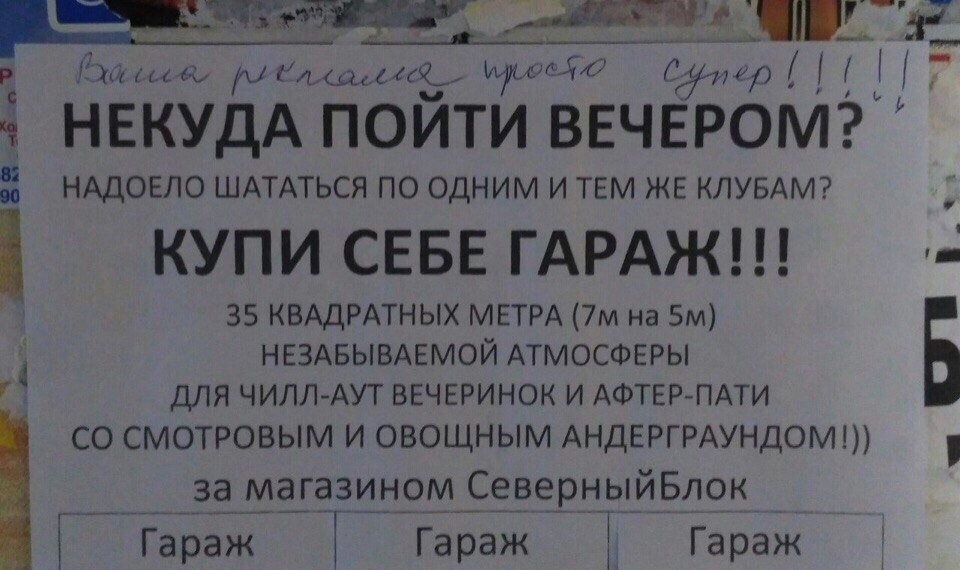 Ваша реклама просто супер!!!!!
НЕКУДА ПОЙТИ ВЕЧЕРОМ?
НАДОЕЛО ШАТАТЬСЯ ПО ОДНИМ И ТЕМ ЖЕ КЛУБАМ?
КУПИ СЕБЕ ГАРАЖ!!!
35 КВАДРАТНЫХ МЕТРА (7м на 5м)
НЕЗАБЫВАЕМОЙ АТМОСФЕРЫ
ДЛЯ ЧИЛЛ-АУТ ВЕЧЕРИНОК И АФТЕР-ПАТИ
СО СМОТРОВЫМ И ОВОЩНЫМ АНДЕРГРАУНДОМ!))
за магазином СеверныйБлок
Гараж Гараж Гараж